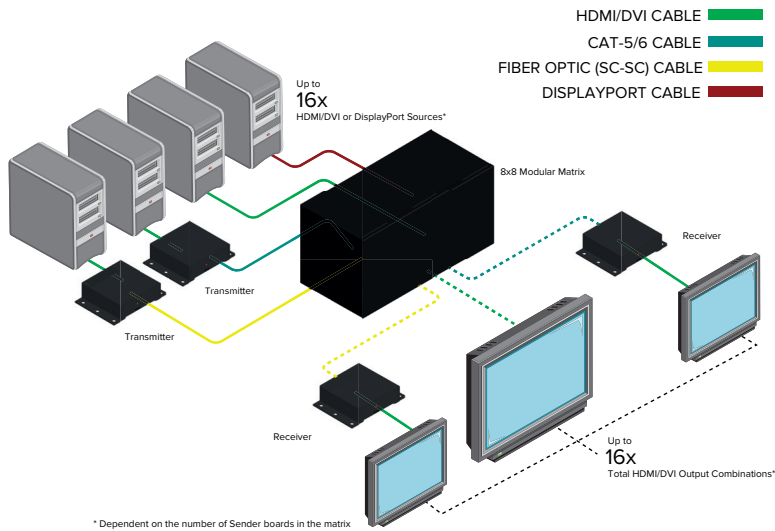 HDMI/DVI CABLE
CAT-5/6 CABLE
FIBER OPTIC (SC-SC) CABLE
DISPLAYPORT CABLE
Up to
16x
HDMI/DVI or DisplayPort Sources*
8x8 Modular Matrix
Receiver
Transmitter
Transmitter
Receiver
Up to
16x
Total HDMI/DVI Output Combinations*
* Dependent on the number of Sender boards in the matrix